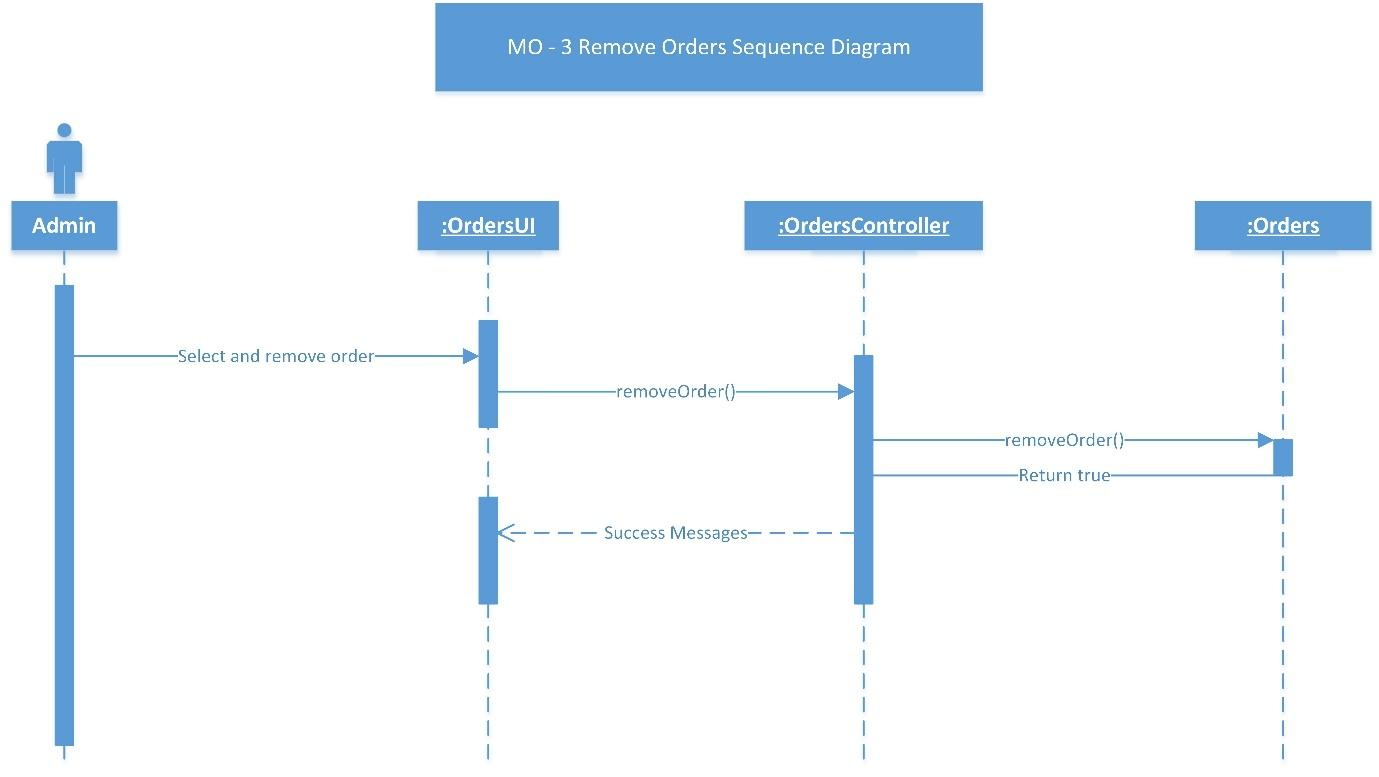 MO - 3 Remove Orders Sequence Diagram
Admin
:OrdersUI
:OrdersController
:Orders
Select and remove order
removeOrder()
removeOrder()
Return true
Success Messages